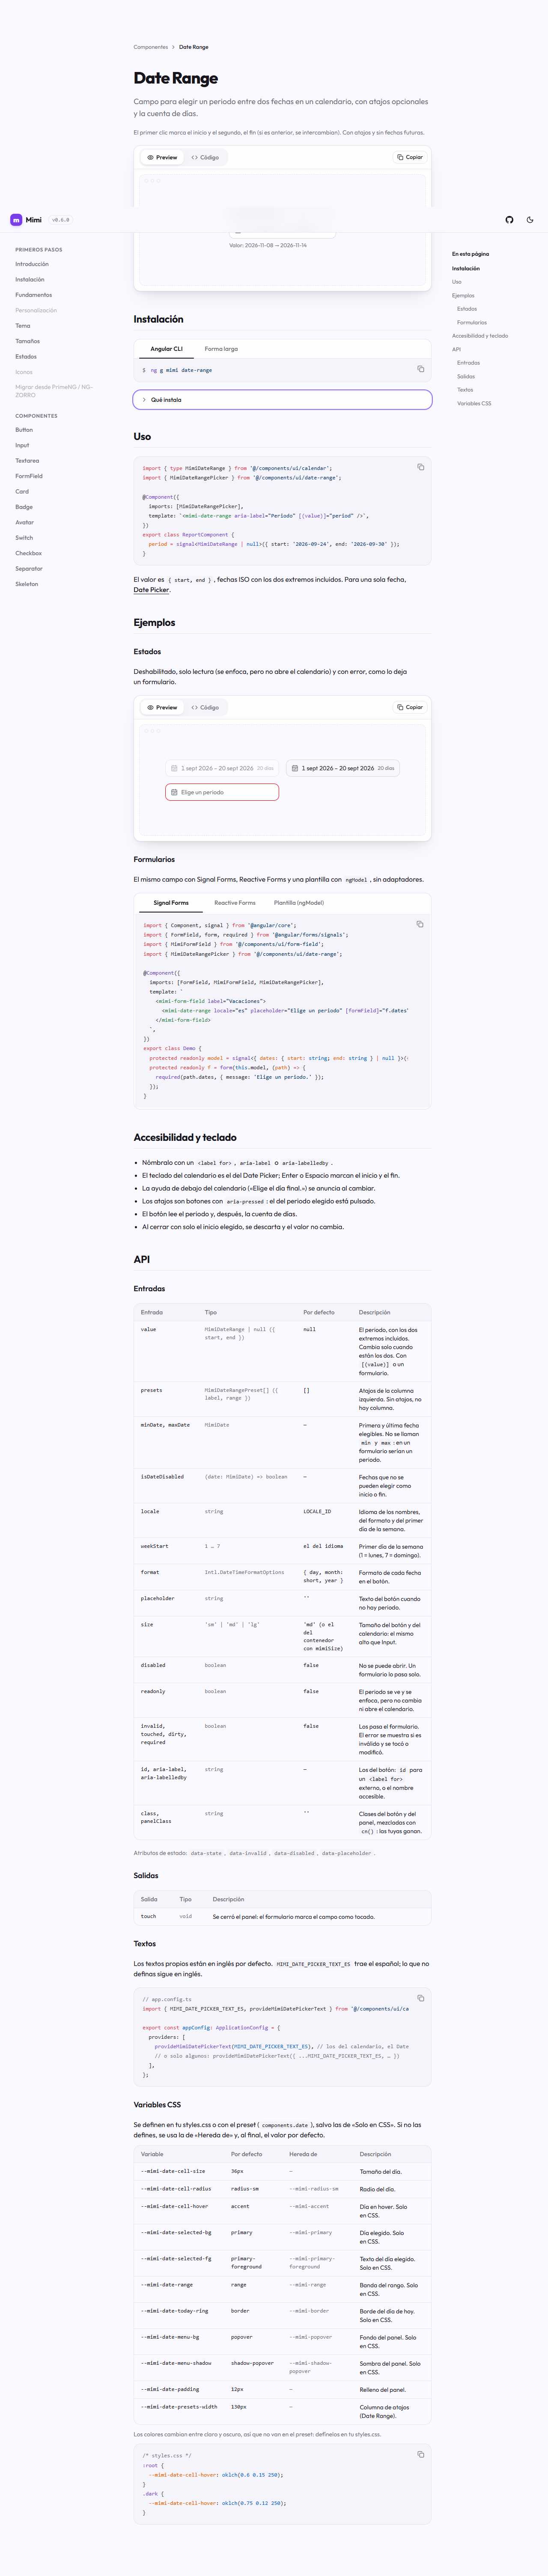 Componentes > Date Range
Date Range
Campo para elegir un periodo entre dos fechas en un calendario, con atajos opcionales
y la cuenta de días.
El primer clic marca el inicio y el segundo, el fin (si es anterior, se intercambian). Con atajos y sin fechas futuras.
Preview
Código
Copiar
m Mimi v0.6.0
Valor: 2026-11-08 → 2026-11-14
PRIMEROS PASOS
Introducción
Instalación
Fundamentos
Personalización
Tema
Tamaños
Estados
Iconos
Migrar desde PrimeNG / NG-
ZORRO
COMPONENTES
Button
Input
Textarea
FormField
Card
Badge
Avatar
Switch
Checkbox
Separator
Skeleton
En esta página
Instalación
Uso
Ejemplos
Estados
Formularios
Accesibilidad y teclado
API
Entradas
Salidas
Textos
Variables CSS
Instalación
Angular CLI
Forma larga
$ ng g mimi date-range
> Qué instala
Uso
import { type MimiDateRange } from '@/components/ui/calendar';
import { MimiDateRangePicker } from '@/components/ui/date-range';
@Component({
imports: [MimiDateRangePicker],
template: `<mimi-date-range aria-label="Periodo" [(value)]="period" />`,
})
export class ReportComponent {
period = signal<MimiDateRange | null>({ start: '2026-09-24', end: '2026-09-30' });
}
El valor es { start, end } , fechas ISO con los dos extremos incluidos. Para una sola fecha,
Date Picker.
Ejemplos
Estados
Deshabilitado, solo lectura (se enfoca, pero no abre el calendario) y con error, como lo deja
un formulario.
Preview
Código
Copiar
1 sept 2026 – 20 sept 2026 20 días
1 sept 2026 – 20 sept 2026 20 días
Elige un periodo
Formularios
El mismo campo con Signal Forms, Reactive Forms y una plantilla con ngModel , sin adaptadores.
Signal Forms
Reactive Forms
Plantilla (ngModel)
import { Component, signal } from '@angular/core';
import { FormField, form, required } from '@angular/forms/signals';
import { MimiFormField } from '@/components/ui/form-field';
import { MimiDateRangePicker } from '@/components/ui/date-range';
@Component({
imports: [FormField, MimiFormField, MimiDateRangePicker],
template: `
<mimi-form-field label="Vacaciones">
<mimi-date-range locale="es" placeholder="Elige un periodo" [formField]="f.dates"
</mimi-form-field>
`,
})
export class Demo {
protected readonly model = signal<{ dates: { start: string; end: string } | null }>({
protected readonly f = form(this.model, (path) => {
required(path.dates, { message: 'Elige un periodo.' });
});
}
Accesibilidad y teclado
• Nómbralo con un <label for> , aria-label o aria-labelledby .
• El teclado del calendario es el del Date Picker; Enter o Espacio marcan el inicio y el fin.
• La ayuda de debajo del calendario («Elige el día final.») se anuncia al cambiar.
• Los atajos son botones con aria-pressed : el del periodo elegido está pulsado.
• El botón lee el periodo y, después, la cuenta de días.
• Al cerrar con solo el inicio elegido, se descarta y el valor no cambia.
API
Entradas
Entrada Tipo Por defecto Descripción
value MimiDateRange | null ({ start, end }) null El periodo, con los dos extremos incluidos. Cambia solo cuando están los dos. Con [(value)] o un formulario.
presets MimiDateRangePreset[] ({ label, range }) [] Atajos de la columna izquierda. Sin atajos, no hay columna.
minDate, maxDate MimiDate — Primera y última fecha elegibles. No se llaman min y max : en un formulario serían un periodo.
isDateDisabled (date: MimiDate) => boolean — Fechas que no se pueden elegir como inicio o fin.
locale string LOCALE_ID Idioma de los nombres, del formato y del primer día de la semana.
weekStart 1 … 7 el del idioma Primer día de la semana (1 = lunes, 7 = domingo).
format Intl.DateTimeFormatOptions { day, month: short, year } Formato de cada fecha en el botón.
placeholder string '' Texto del botón cuando no hay periodo.
size 'sm' | 'md' | 'lg' 'md' (o el del contenedor con mimiSize) Tamaño del botón y del calendario: el mismo alto que Input.
disabled boolean false No se puede abrir. Un formulario lo pasa solo.
readonly boolean false El periodo se ve y se enfoca, pero no cambia ni abre el calendario.
invalid, touched, dirty, required boolean false Los pasa el formulario. El error se muestra si es inválido y se tocó o modificó.
id, aria-label, aria-labelledby string — Los del botón: id para un <label for> externo, o el nombre accesible.
class, panelClass string '' Clases del botón y del panel, mezcladas con cn() : las tuyas ganan.
Atributos de estado: data-state , data-invalid , data-disabled , data-placeholder .
Salidas
Salida Tipo Descripción
touch void Se cerró el panel: el formulario marca el campo como tocado.
Textos
Los textos propios están en inglés por defecto. MIMI_DATE_PICKER_TEXT_ES trae el español; lo que no
definas sigue en inglés.
// app.config.ts
import { MIMI_DATE_PICKER_TEXT_ES, provideMimiDatePickerText } from '@/components/ui/ca
export const appConfig: ApplicationConfig = {
providers: [
provideMimiDatePickerText(MIMI_DATE_PICKER_TEXT_ES), // los del calendario, el Date
// o solo algunos: provideMimiDatePickerText({ ...MIMI_DATE_PICKER_TEXT_ES, … })
],
};
Variables CSS
Se definen en tu styles.css o con el preset ( components.date ), salvo las de «Solo en CSS». Si no las
defines, se usa la de «Hereda de» y, al final, el valor por defecto.
Variable Por defecto Hereda de Descripción
--mimi-date-cell-size 36px — Tamaño del día.
--mimi-date-cell-radius radius-sm --mimi-radius-sm Radio del día.
--mimi-date-cell-hover accent --mimi-accent Día en hover. Solo en CSS.
--mimi-date-selected-bg primary --mimi-primary Día elegido. Solo en CSS.
--mimi-date-selected-fg primary-foreground --mimi-primary-foreground Texto del día elegido. Solo en CSS.
--mimi-date-range range --mimi-range Banda del rango. Solo en CSS.
--mimi-date-today-ring border --mimi-border Borde del día de hoy. Solo en CSS.
--mimi-date-menu-bg popover --mimi-popover Fondo del panel. Solo en CSS.
--mimi-date-menu-shadow shadow-popover --mimi-shadow-popover Sombra del panel. Solo en CSS.
--mimi-date-padding 12px — Relleno del panel.
--mimi-date-presets-width 130px — Columna de atajos (Date Range).
Los colores cambian entre claro y oscuro, así que no van en el preset: defínelos en tu styles.css.
/* styles.css */
:root {
--mimi-date-cell-hover: oklch(0.6 0.15 250);
}
.dark {
--mimi-date-cell-hover: oklch(0.75 0.12 250);
}